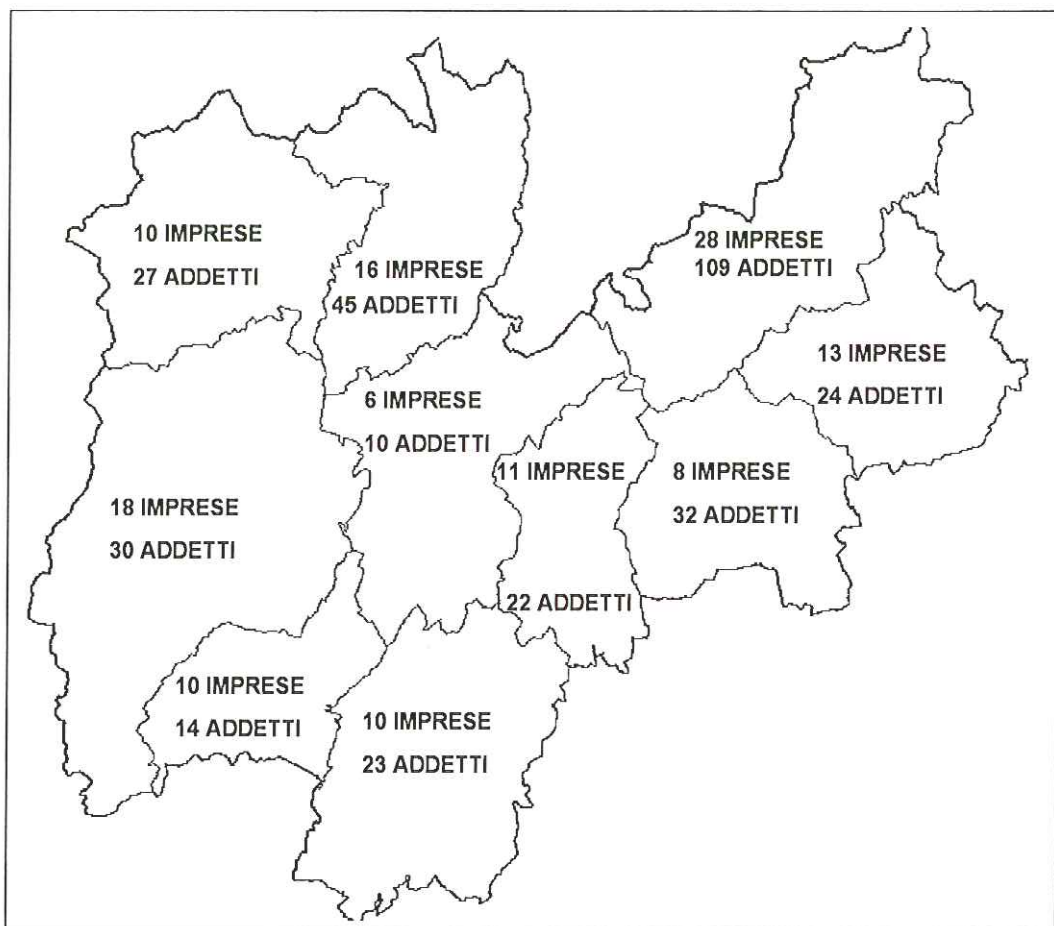 10 IMPRESE
27 ADDETTI
16 IMPRESE
45 ADDETTI
28 IMPRESE
109 ADDETTI
13 IMPRESE
24 ADDETTI
6 IMPRESE
10 ADDETTI
11 IMPRESE
22 ADDETTI
8 IMPRESE
32 ADDETTI
18 IMPRESE
30 ADDETTI
10 IMPRESE
14 ADDETTI
10 IMPRESE
23 ADDETTI